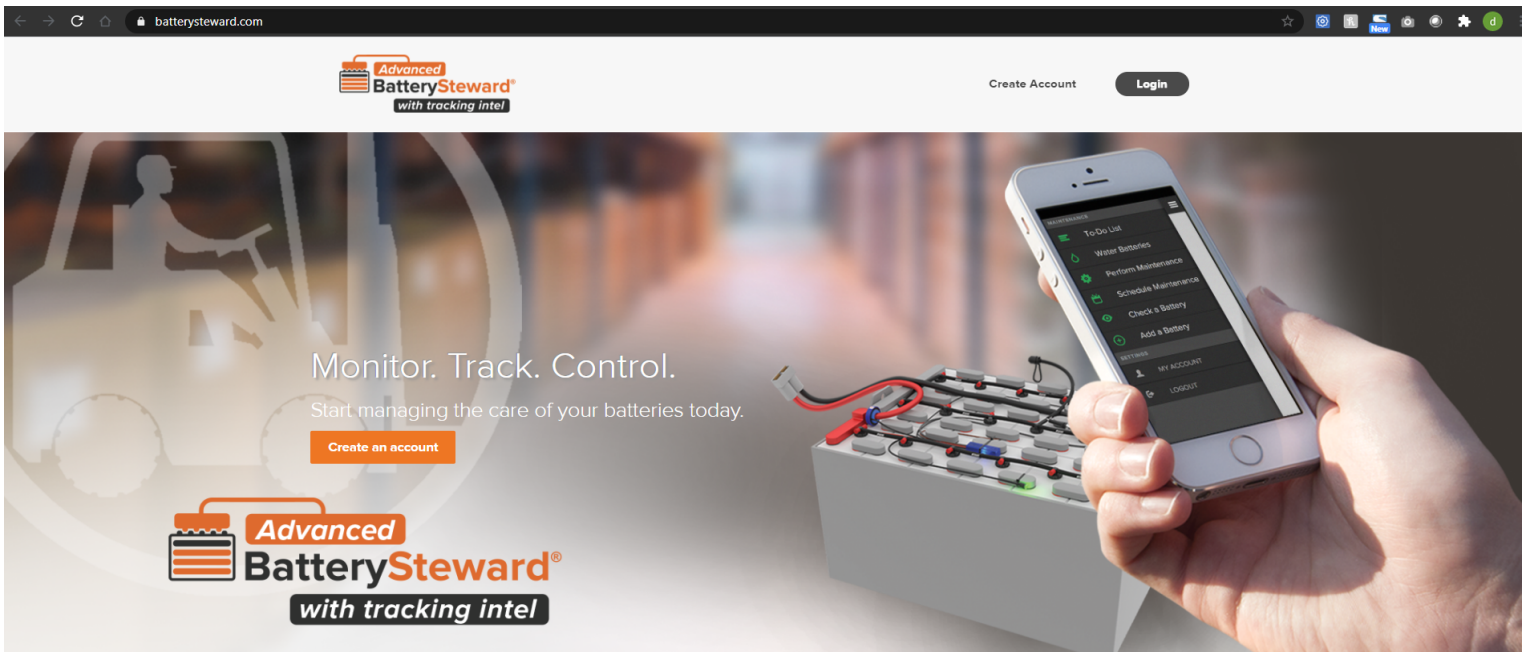 batterysteward.com
New
d
Advanced
BatterySteward®
with tracking intel
Create Account
Login
Monitor. Track. Control.
Start managing the care of your batteries today.
Create an account
Advanced
BatterySteward®
with tracking intel
MAINTENANCE
To-Do List
Water Batteries
Perform Maintenance
Schedule Maintenance
Check a Battery
Add a Battery
SETTINGS
MY ACCOUNT
LOGOUT